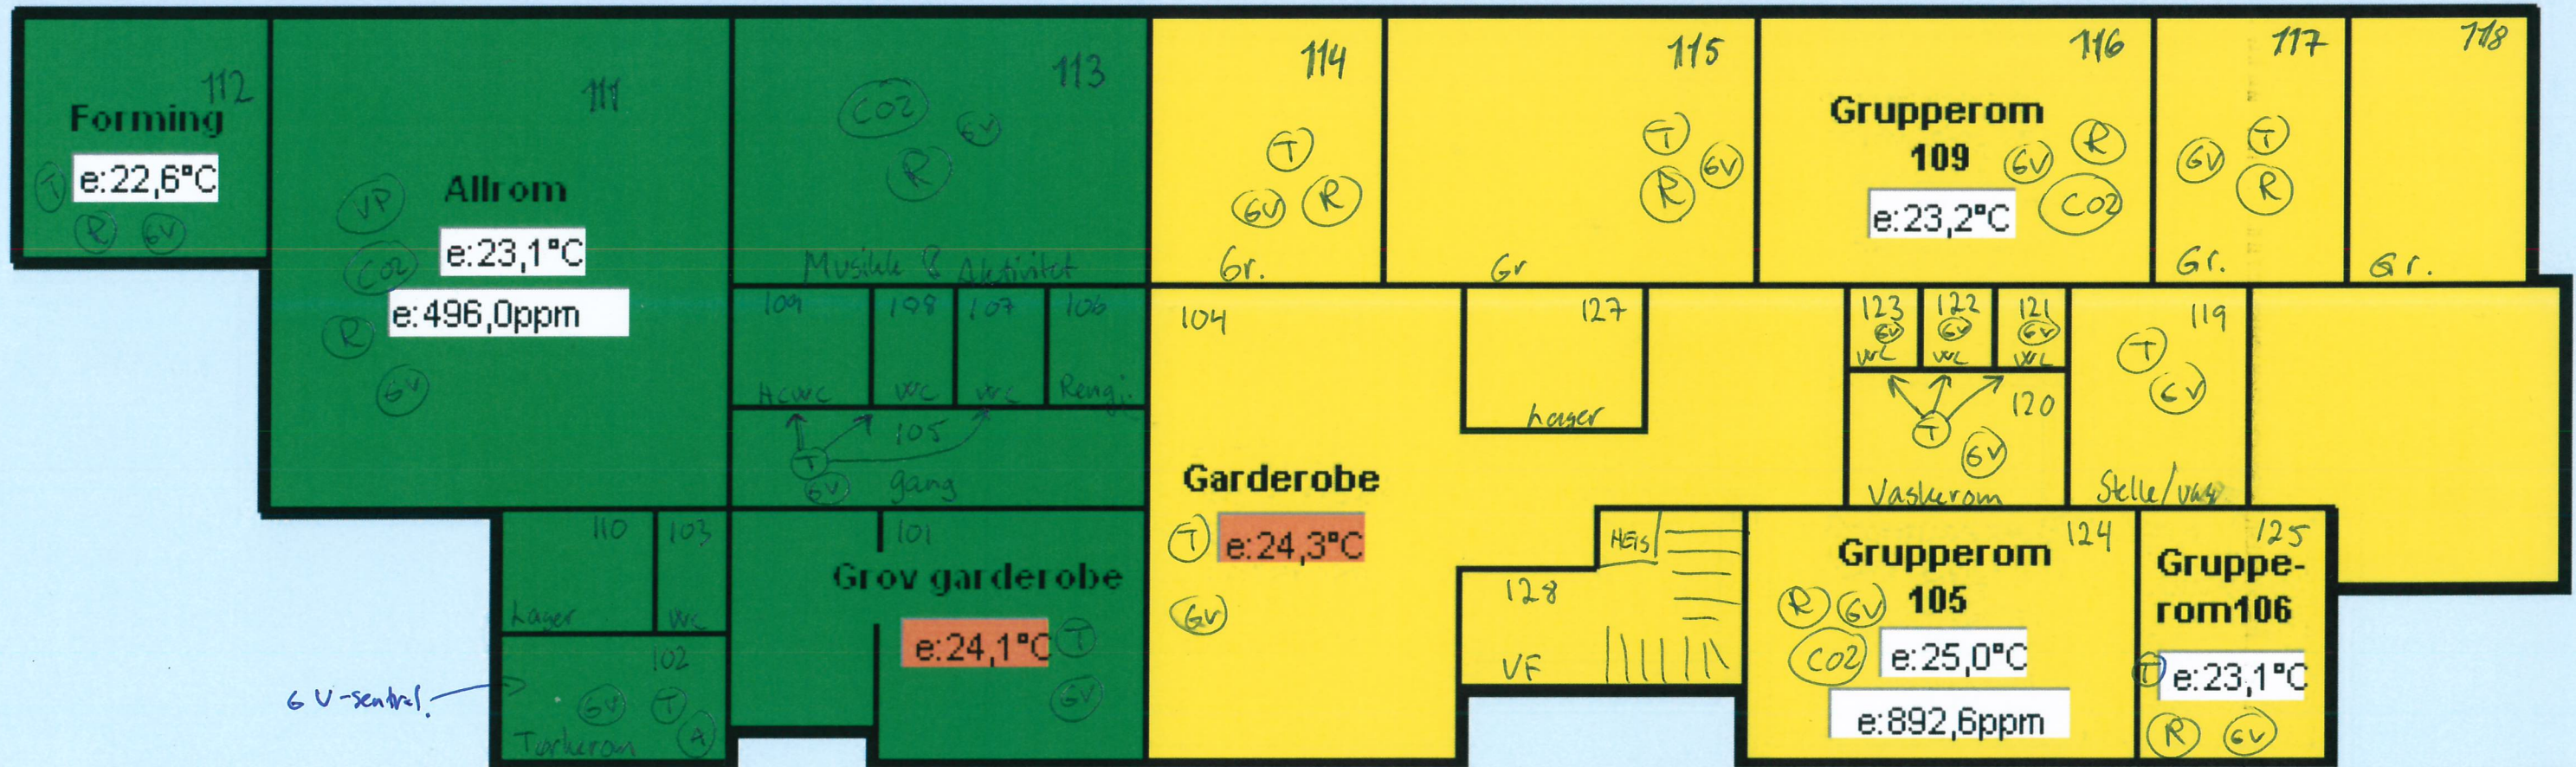 112
Forming
T
e:22,6°C
R
GV
111
VP
Allrom
e:23,1°C
CO2
e:496,0ppm
R
GV
113
CO2
GV
R
Musikk & Aktivitet
114
T
GV
R
Gr.
115
T
GV
R
Gr
116
Grupperom
109
GV
R
e:23,2°C
CO2
117
GV
T
R
Gr.
118
Gr.
109
HCWC
108
WC
107
WC
106
Rengj.
105
T
GV
gang
104
127
Lager
Garderobe
T
e:24,3°C
GV
123
GV
WC
122
GV
WC
121
GV
WC
120
T
GV
Vaskerom
119
T
GV
Stelle/vask
110
Lager
103
WC
102
GV
T
A
Tørkerom
GV-sentral.
101
Grov garderobe
e:24,1°C
T
GV
HEIS
128
VF
124
Grupperom
105
R
GV
CO2
e:25,0°C
e:892,6ppm
125
Gruppe-
rom106
T
e:23,1°C
R
GV